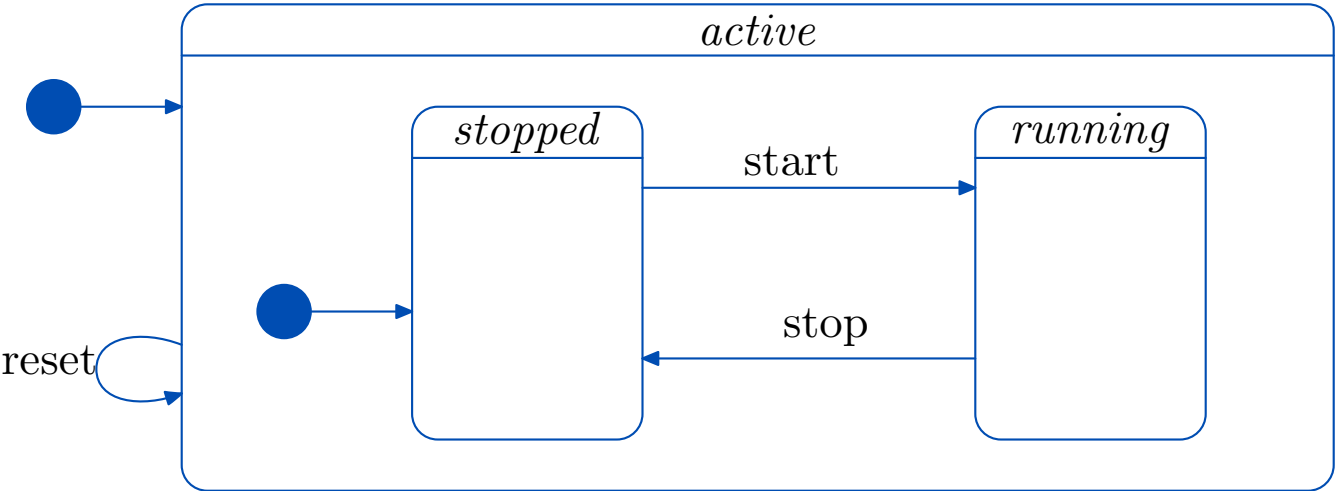 active
stopped
running
start
stop
reset